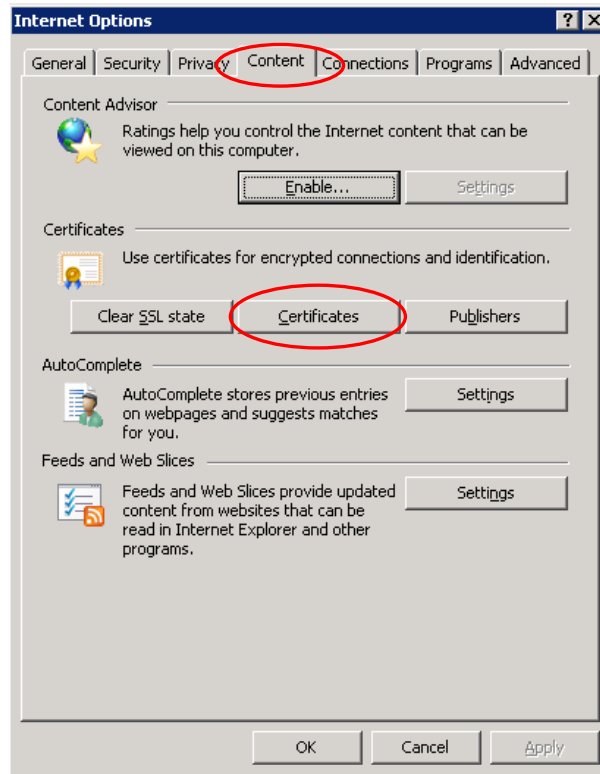 Internet Options
General Security Privacy Content Connections Programs Advanced
Content Advisor
Ratings help you control the Internet content that can be
viewed on this computer.
Enable... Settings
Certificates
Use certificates for encrypted connections and identification.
Clear SSL state Certificates Publishers
AutoComplete
AutoComplete stores previous entries
on webpages and suggests matches
for you.
Settings
Feeds and Web Slices
Feeds and Web Slices provide updated
content from websites that can be
read in Internet Explorer and other
programs.
Settings
OK Cancel Apply